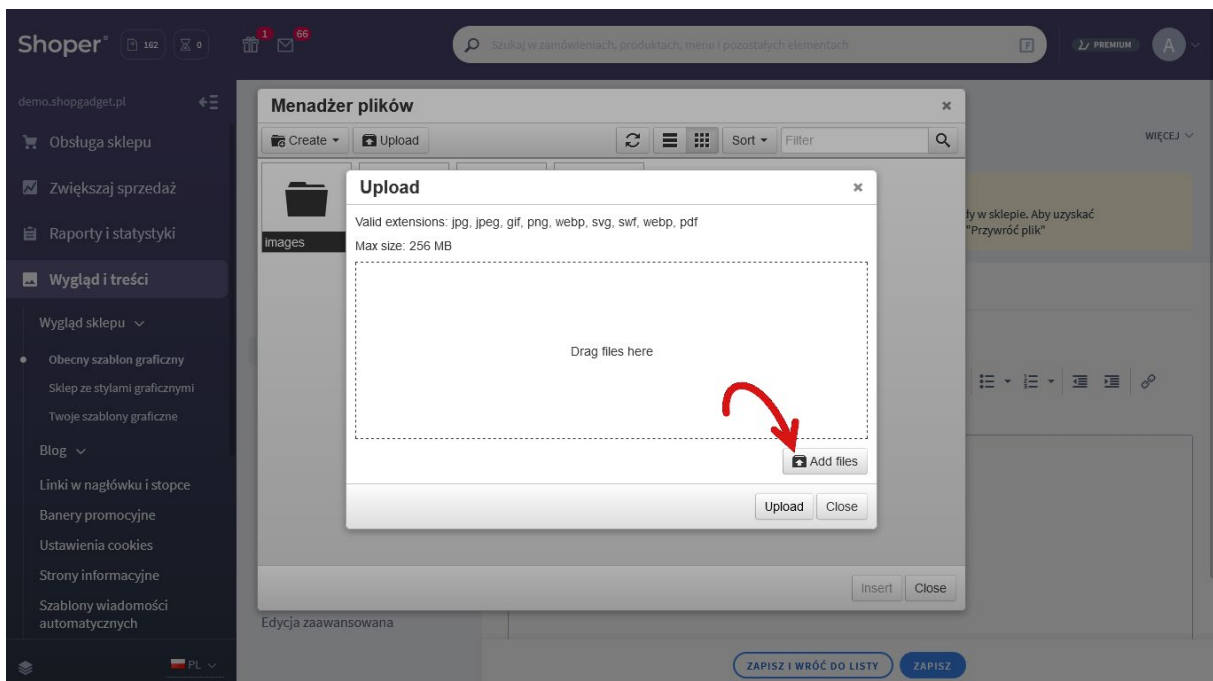 Shoper®
162
0
1
66
Szukaj w zamówieniach, produktach, menu i pozostałych elementach
F
PREMIUM
A
demo.shopgadget.pl
Obsługa sklepu
Zwiększaj sprzedaż
Raporty i statystyki
Wygląd i treści
Wygląd sklepu
Obecny szablon graficzny
Sklep ze stylami graficznymi
Twoje szablony graficzne
Blog
Linki w nagłówku i stopce
Banery promocyjne
Ustawienia cookies
Strony informacyjne
Szablony wiadomości
automatycznych
PL
WIĘCEJ
w sklepie. Aby uzyskać
"Przywróć plik"
Menadżer plików
Create
Upload
Sort
Filter
images
Upload
Valid extensions: jpg, jpeg, gif, png, webp, svg, swf, webp, pdf
Max size: 256 MB
Drag files here
Add files
Upload
Close
Insert
Close
Edycja zaawansowana
ZAPISZ I WRÓĆ DO LISTY
ZAPISZ